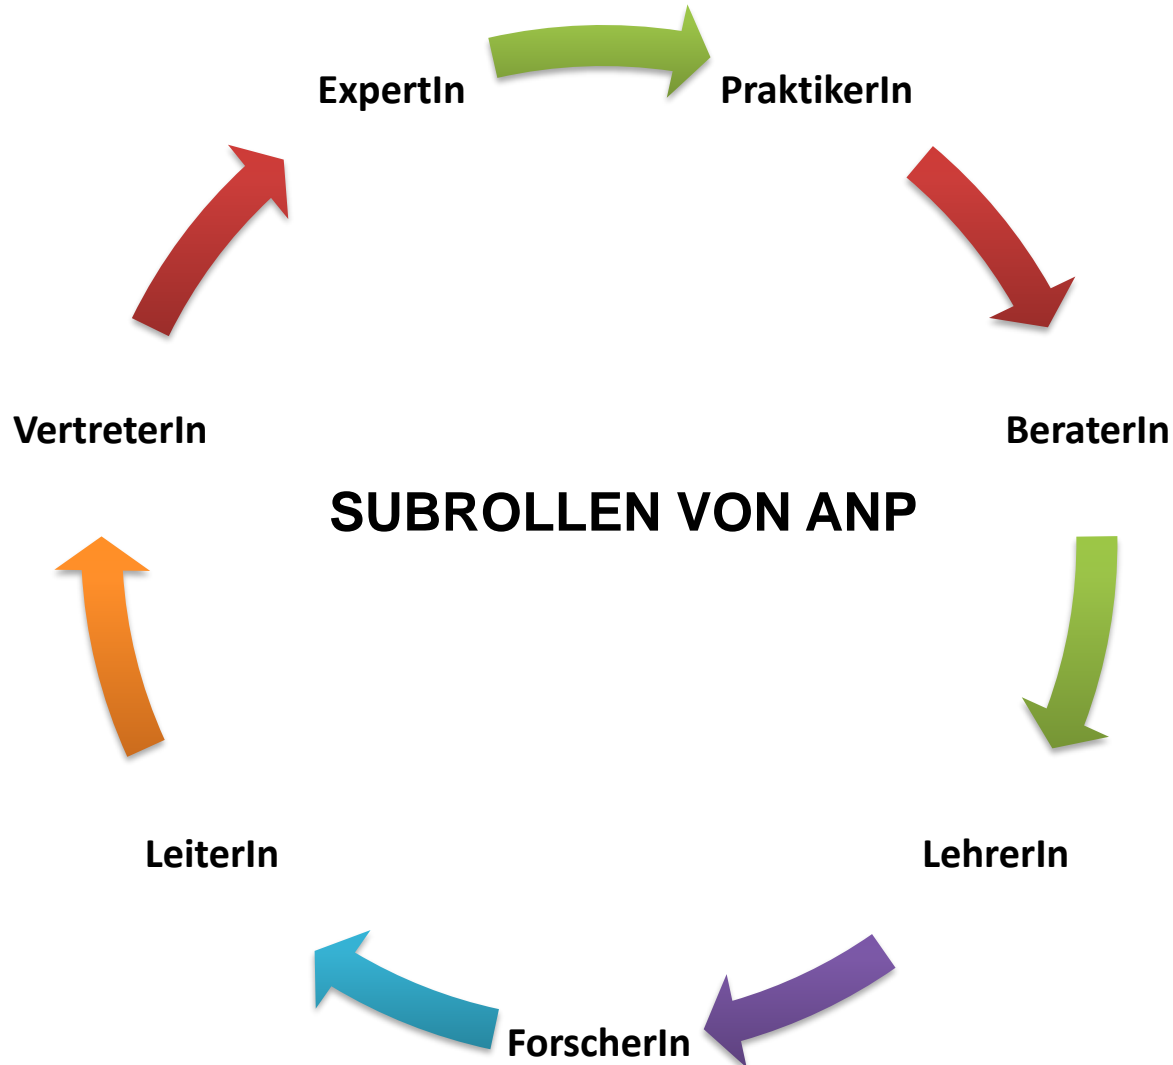 ExpertIn
PraktikerIn
VertreterIn
BeraterIn
SUBROLLEN VON ANP
LeiterIn
LehrerIn
ForscherIn